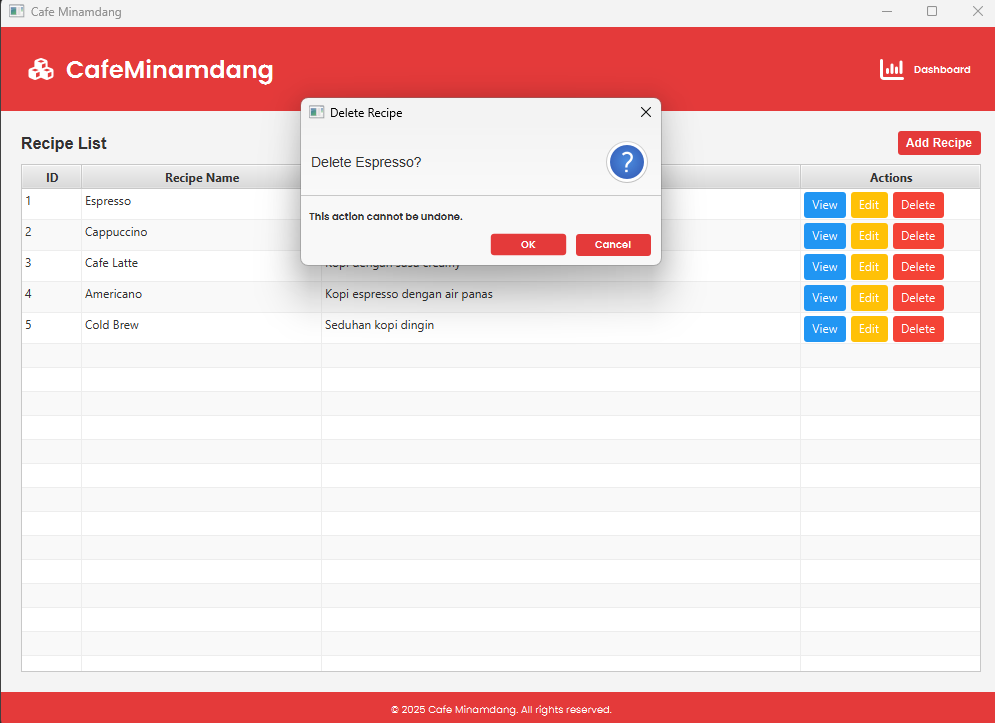 Cafe Minamdang
CafeMinamdang
Dashboard
Delete Recipe
Delete Espresso?
?
This action cannot be undone.
OK Cancel
Recipe List
Add Recipe
ID Recipe Name Actions
1 Espresso View Edit Delete
2 Cappuccino View Edit Delete
3 Cafe Latte Kopi dengan susu creamy View Edit Delete
4 Americano Kopi espresso dengan air panas View Edit Delete
5 Cold Brew Seduhan kopi dingin View Edit Delete
© 2025 Cafe Minamdang. All rights reserved.